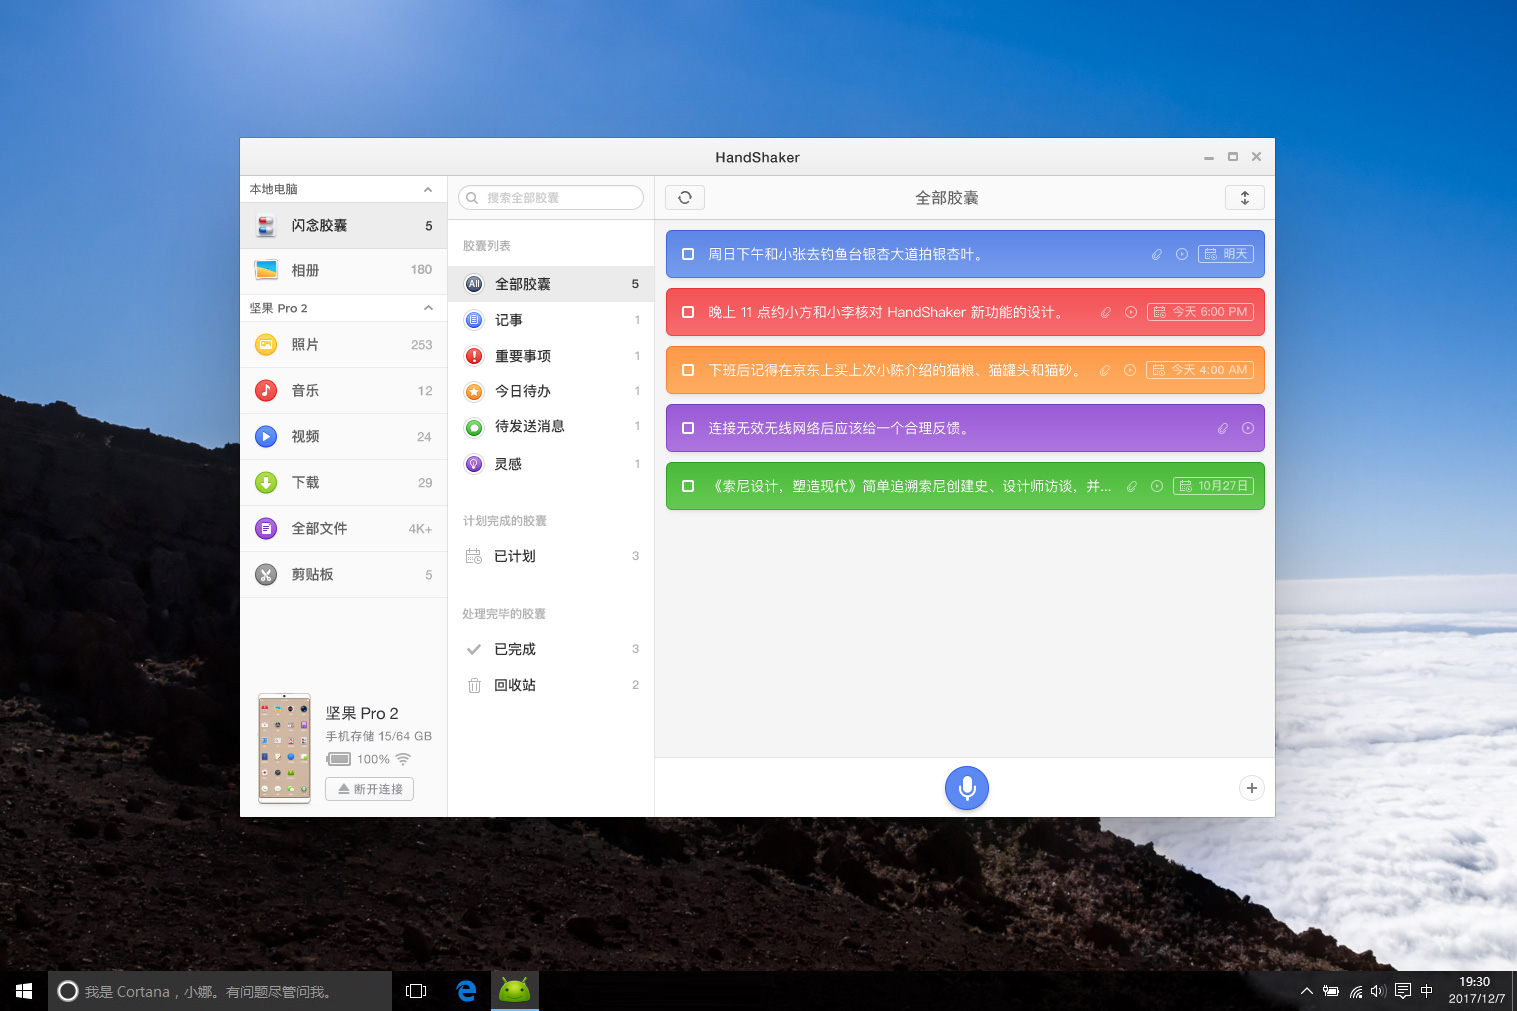 HandShaker
本地电脑
闪念胶囊 5
相册 180
坚果 Pro 2
照片 253
音乐 12
视频 24
下载 29
全部文件 4K+
剪贴板 5
坚果 Pro 2
手机存储 15/64 GB
100%
断开连接
搜索全部胶囊
胶囊列表
All 全部胶囊 5
记事 1
重要事项 1
今日待办 1
待发送消息 1
灵感 1
计划完成的胶囊
已计划 3
处理完毕的胶囊
已完成 3
回收站 2
全部胶囊
周日下午和小张去钓鱼台银杏大道拍银杏叶。 明天
晚上 11 点约小方和小李核对 HandShaker 新功能的设计。 今天 6:00 PM
下班后记得在京东上买上次小陈介绍的猫粮、猫罐头和猫砂。 今天 4:00 AM
连接无效无线网络后应该给一个合理反馈。
《索尼设计，塑造现代》简单追溯索尼创建史、设计师访谈，并... 10月27日
我是 Cortana，小娜。有问题尽管问我。
中
19:30
2017/12/7